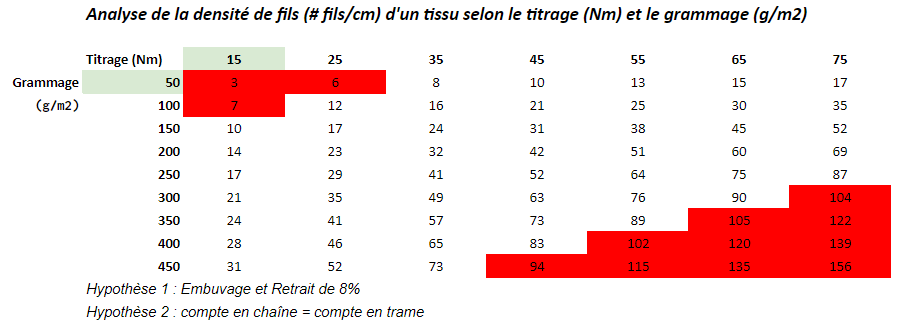 Analyse de la densité de fils (# fils/cm) d'un tissu selon le titrage (Nm) et le grammage (g/m2)
Titrage (Nm) 15 25 35 45 55 65 75
Grammage 50 3 6 8 10 13 15 17
(g/m2) 100 7 12 16 21 25 30 35
150 10 17 24 31 38 45 52
200 14 23 32 42 51 60 69
250 17 29 41 52 64 75 87
300 21 35 49 63 76 90 104
350 24 41 57 73 89 105 122
400 28 46 65 83 102 120 139
450 31 52 73 94 115 135 156
Hypothèse 1 : Embuvage et Retrait de 8%
Hypothèse 2 : compte en chaîne = compte en trame